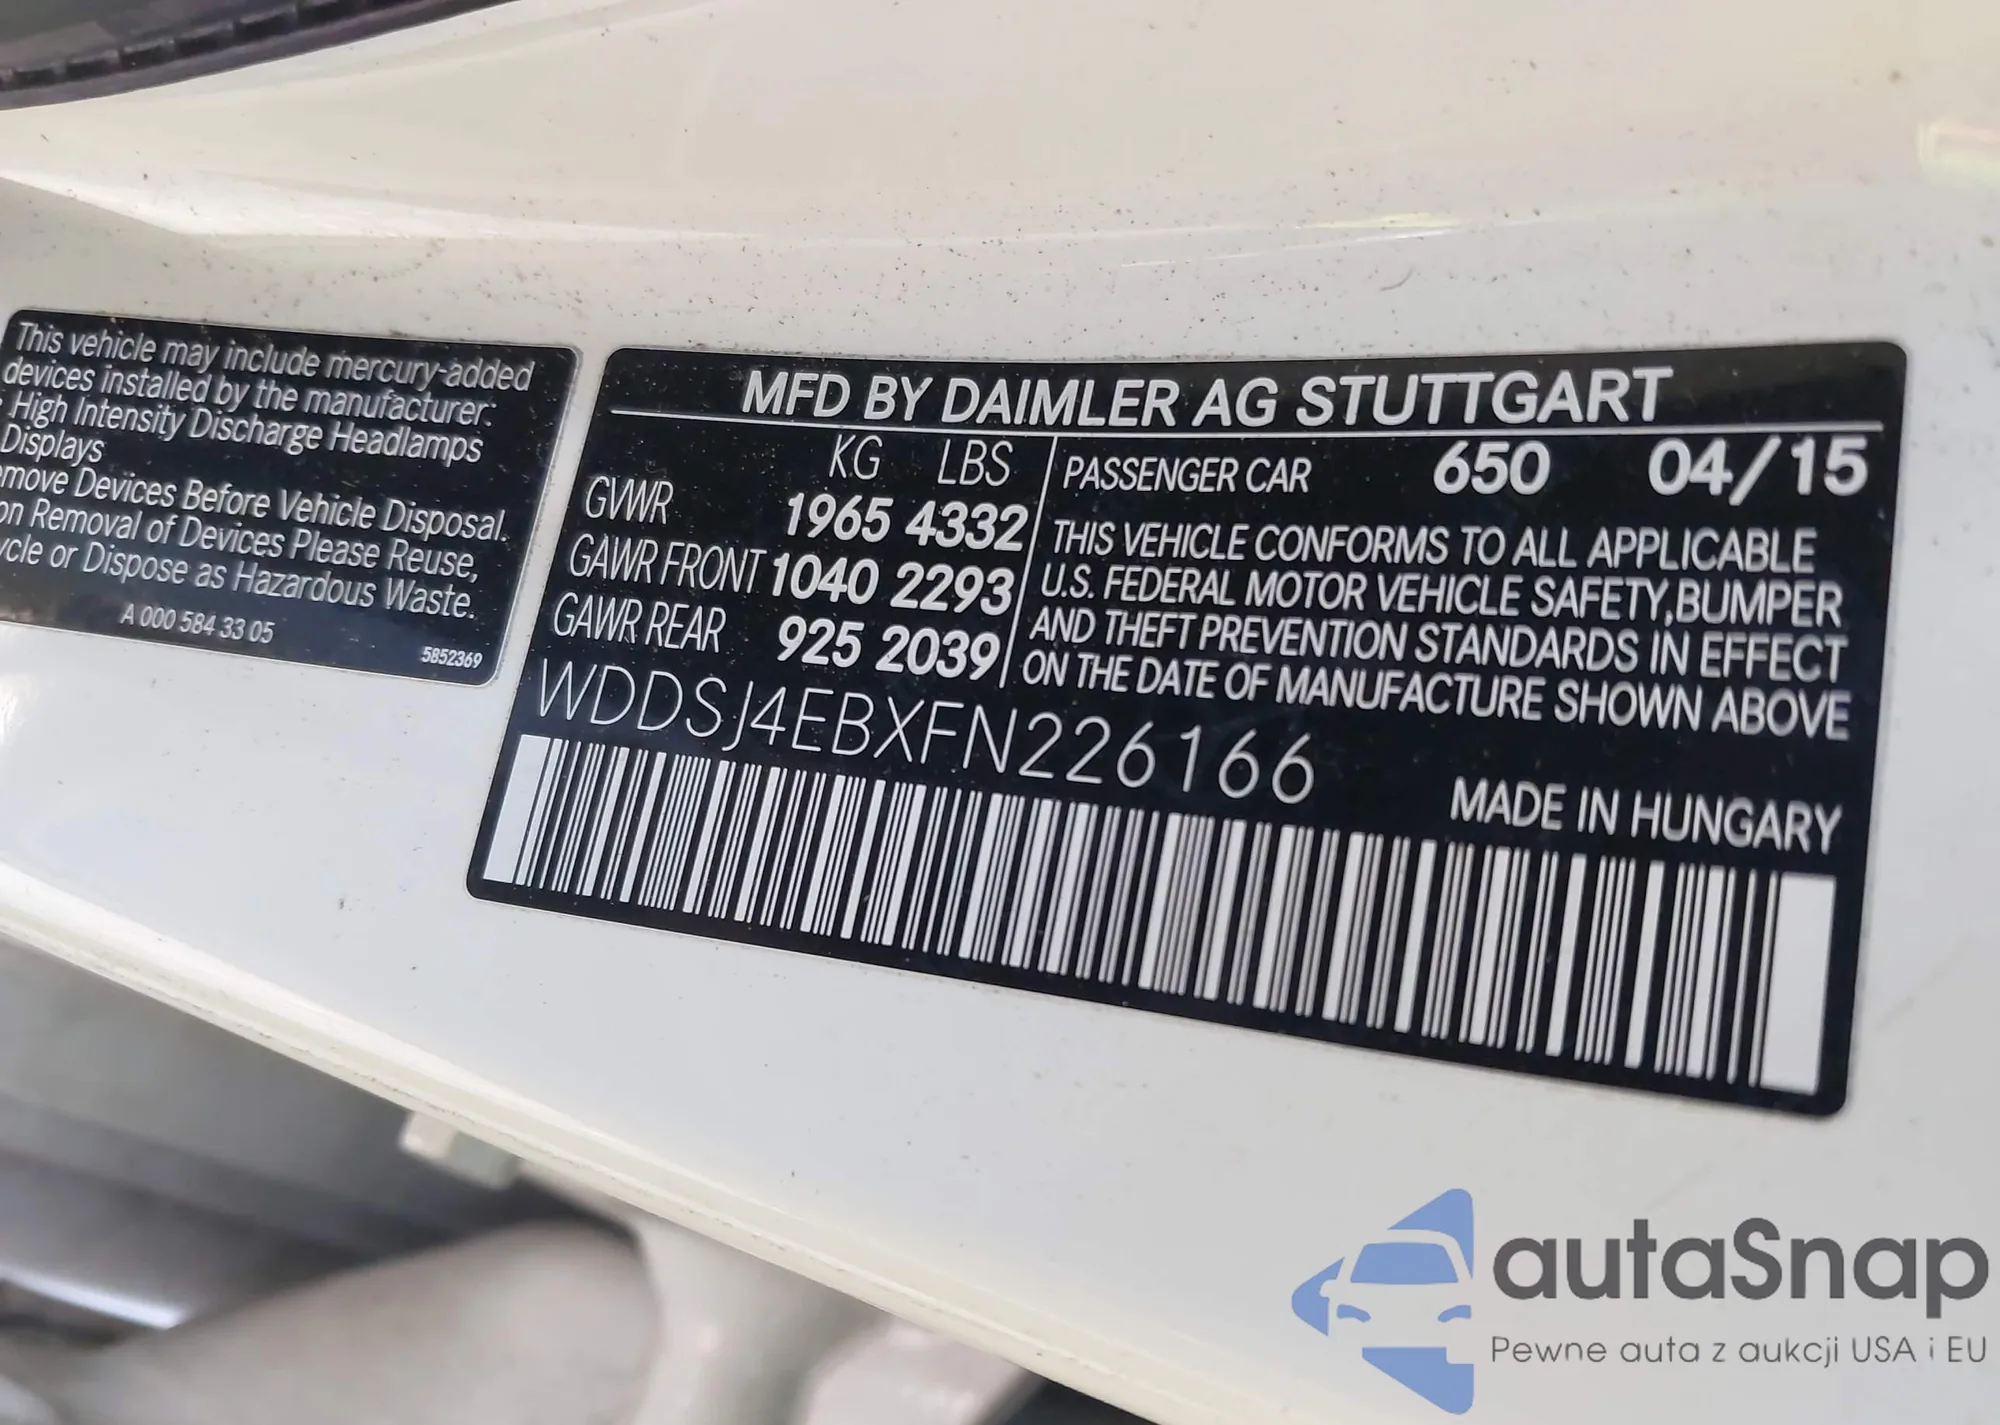 This vehicle may include mercury-added
devices installed by the manufacturer:
High Intensity Discharge Headlamps
Displays
emove Devices Before Vehicle Disposal.
on Removal of Devices Please Reuse,
ycle or Dispose as Hazardous Waste.
A 000 584 33 05
5852369
MFD BY DAIMLER AG STUTTGART
KG LBS
GVWR 1965 4332
GAWR FRONT 1040 2293
GAWR REAR 925 2039
PASSENGER CAR 650 04/15
THIS VEHICLE CONFORMS TO ALL APPLICABLE
U.S. FEDERAL MOTOR VEHICLE SAFETY,BUMPER
AND THEFT PREVENTION STANDARDS IN EFFECT
ON THE DATE OF MANUFACTURE SHOWN ABOVE
WDDSJ4EBXFN226166
MADE IN HUNGARY
autaSnap
Pewne auta z aukcji USA i EU